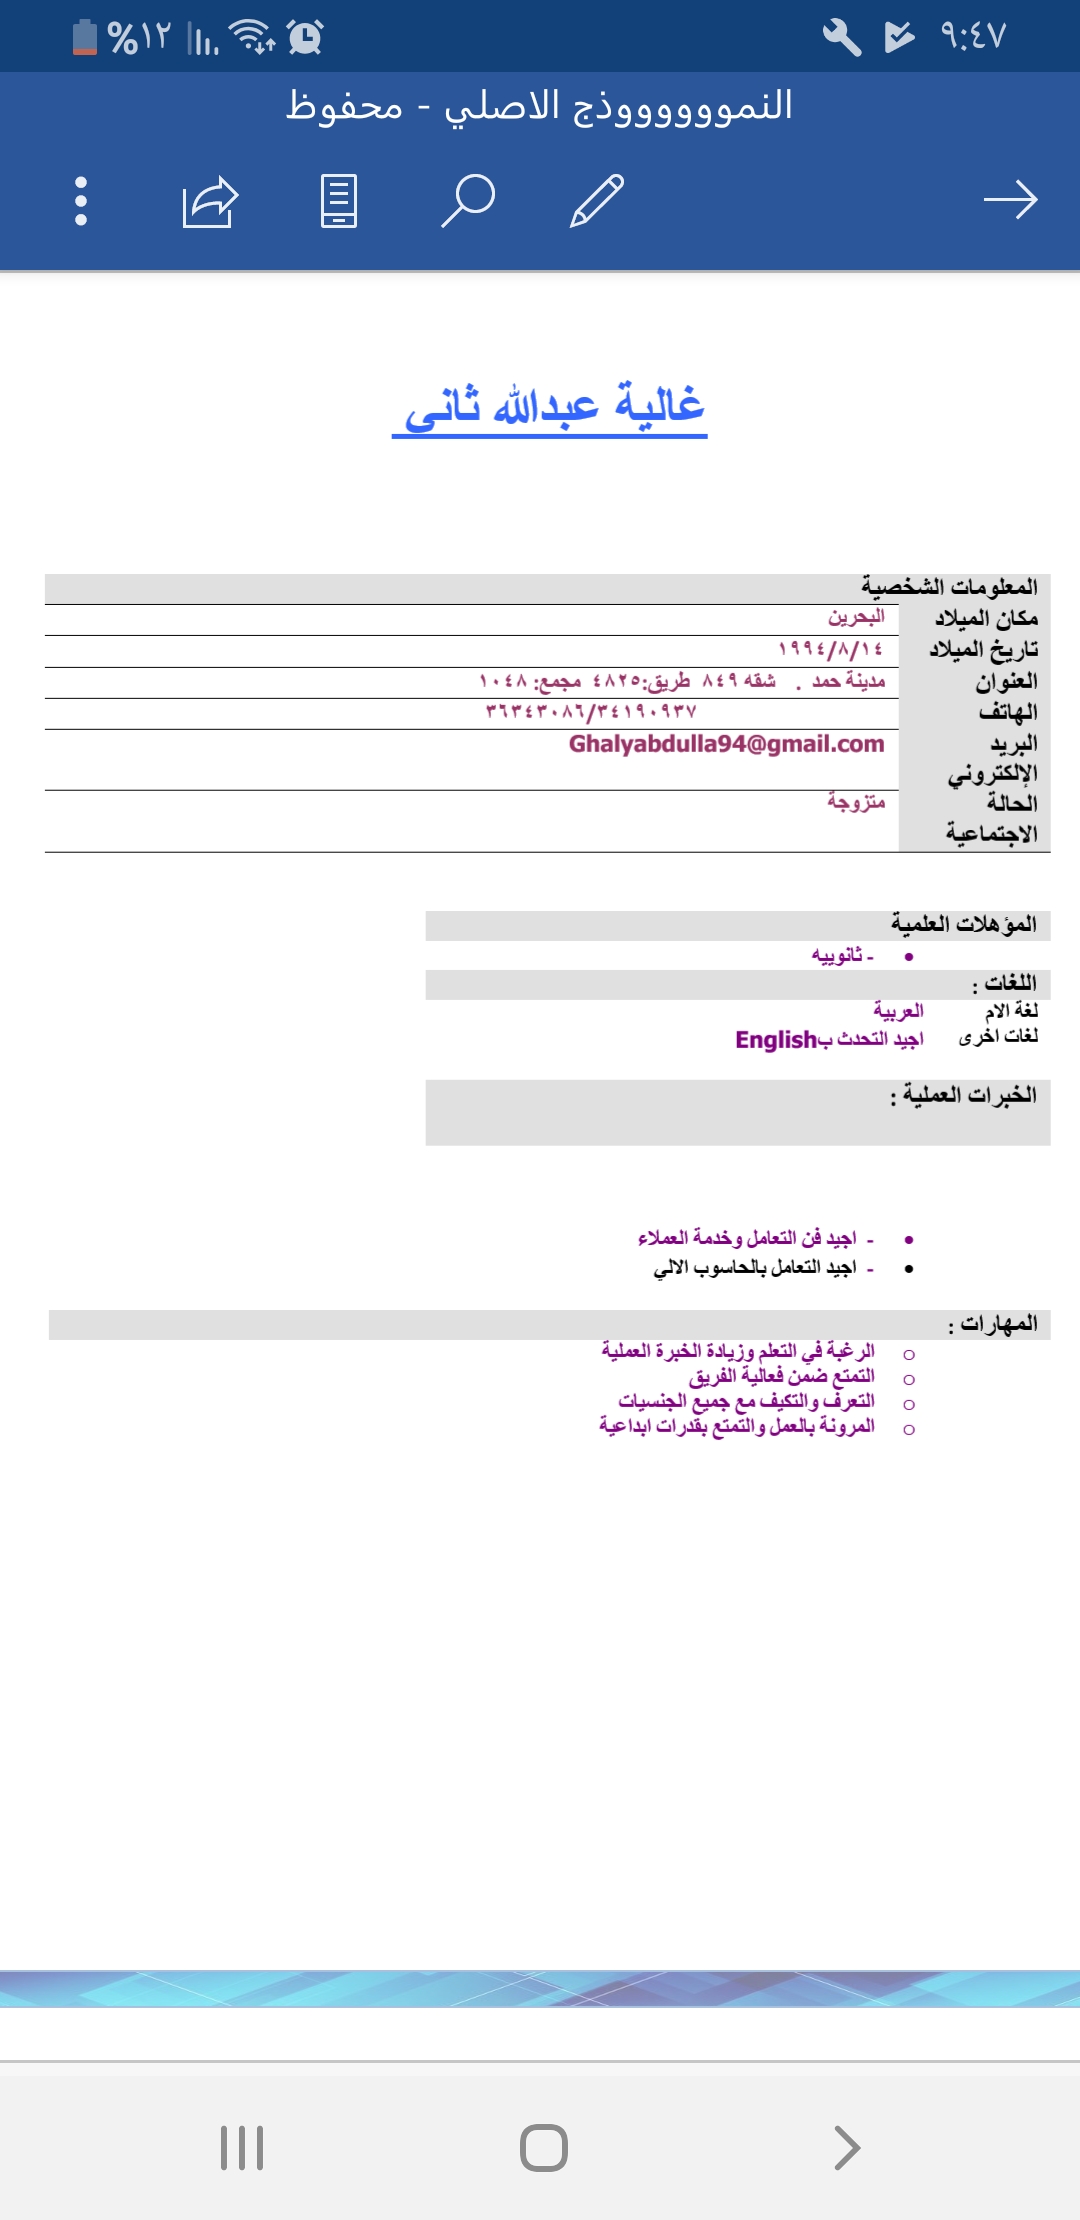 ٩:٤٧
%١٢
النمووووووذج الاصلي - محفوظ
غالية عبدالله ثاني
المعلومات الشخصية
مكان الميلاد البحرين
تاريخ الميلاد ١٩٩٤/٨/١٤
العنوان مدينة حمد . شقه ٨٤٩ طريق:٤٨٢٥ مجمع: ١٠٤٨
الهاتف ٣٦٣٤٣٠٨٦/٣٤١٩٠٩٣٧
البريد Ghalyabdulla94@gmail.com
الإلكتروني
الحالة متزوجة
الاجتماعية
المؤهلات العلمية
• - ثانوييه
اللغات :
لغة الام العربية
لغات اخرى اجيد التحدث بEnglish
الخبرات العملية :
• - اجيد فن التعامل وخدمة العملاء
• - اجيد التعامل بالحاسوب الالي
المهارات :
o الرغبة في التعلم وزيادة الخبرة العملية
o التمتع ضمن فعالية الفريق
o التعرف والتكيف مع جميع الجنسيات
o المرونة بالعمل والتمتع بقدرات ابداعية